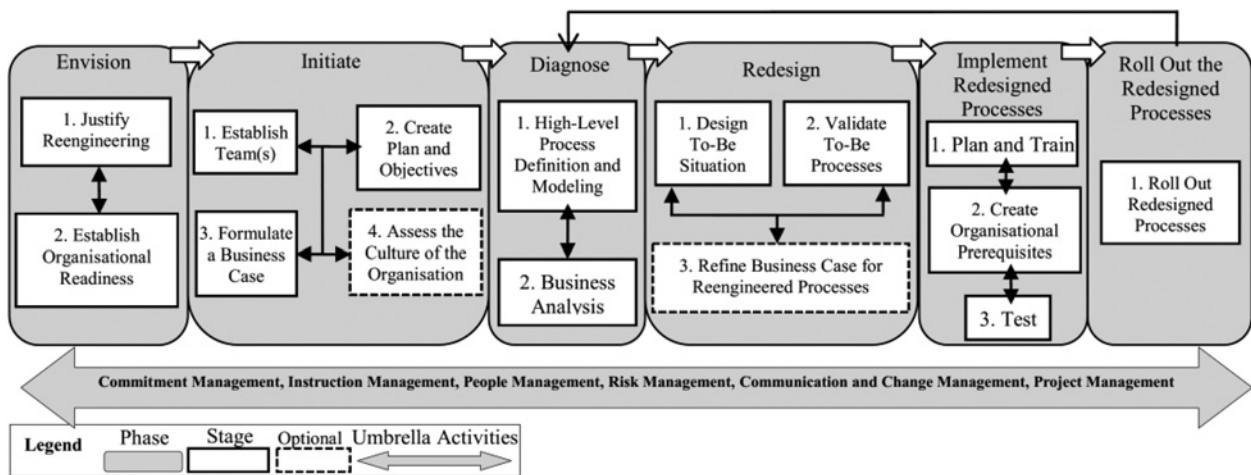 Envision
1. Justify
Reengineering
2. Establish
Organisational
Readiness
Initiate
1. Establish
Team(s)
2. Create
Plan and
Objectives
3. Formulate
a Business
Case
4. Assess the
Culture of the
Organisation
Diagnose
1. High-Level
Process
Definition and
Modeling
2. Business
Analysis
Redesign
1. Design
To-Be
Situation
2. Validate
To-Be
Processes
3. Refine Business Case for
Reengineered Processes
Implement
Redesigned
Processes
1. Plan and Train
2. Create
Organisational
Prerequisites
3. Test
Roll Out the
Redesigned
Processes
1. Roll Out
Redesigned
Processes
Commitment Management, Instruction Management, People Management, Risk Management, Communication and Change Management, Project Management
Legend
Phase
Stage
Optional
Umbrella Activities